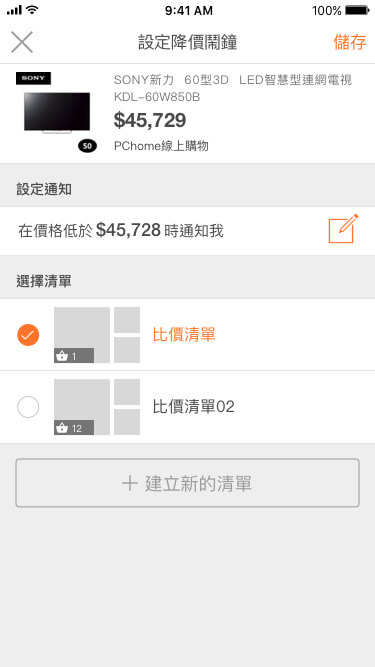 9:41 AM
100%
設定降價鬧鐘
儲存
SONY
SONY新力 60型3D LED智慧型連網電視
KDL-60W850B
$45,729
50
PChome線上購物
設定通知
在價格低於 $45,728 時通知我
選擇清單
1
比價清單
12
比價清單02
建立新的清單